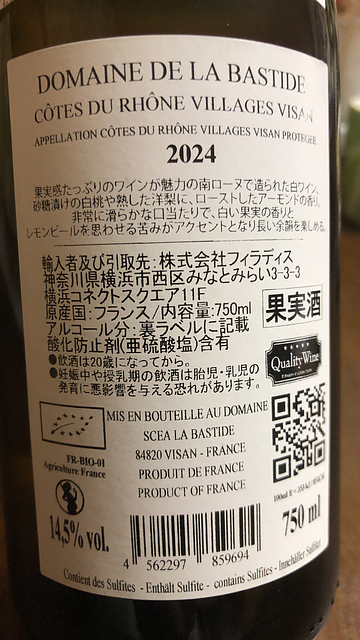 DOMAINE DE LA BASTIDE
CÔTES DU RHÔNE VILLAGES VISAN
APPELLATION CÔTES DU RHÔNE VILLAGES VISAN PROTÉGÉE
2024
果実感たっぷりのワインが魅力の南ローヌで造られた白ワイン。
砂糖漬けの白桃や熟した洋梨に、ローストしたアーモンドの香り。
非常に滑らかな口当たりで、白い果実の香りと
レモンピールを思わせる苦みがアクセントとなり長い余韻を楽しめる。
輸入者及び引取先：株式会社フィラディス
神奈川県横浜市西区みなとみらい3-3-3
横浜コネクトスクエア11F
原産国：フランス/内容量：750ml
アルコール分：裏ラベルに記載
酸化防止剤(亜硫酸塩)含有
果実酒
●飲酒は20歳になってから。
●妊娠中や授乳期の飲酒は胎児・乳児の
発育に悪影響を与える恐れがあります。
Quality Wine
MIS EN BOUTEILLE AU DOMAINE
SCEA LA BASTIDE
84820 VISAN - FRANCE
PRODUIT DE FRANCE
PRODUCT OF FRANCE
FR-BIO-01
Agriculture France
14,5% vol.
750 ml
4 562297 859694
Contient des Sulfites - Enthält Sulfite - contains Sulfites - Innehåller Sulfiter